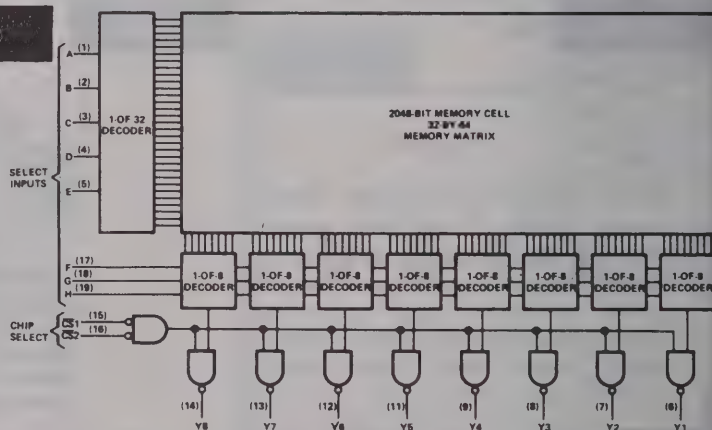 A (1)
B (2)
C (3)
D (4)
E (5)
SELECT
INPUTS
1-OF 32
DECODER
2048-BIT MEMORY CELL
32-BY-64
MEMORY MATRIX
F (17)
G (18)
H (19)
1-OF-8
DECODER
1-OF-8
DECODER
1-OF-8
DECODER
1-OF-8
DECODER
1-OF-8
DECODER
1-OF-8
DECODER
1-OF-8
DECODER
1-OF-8
DECODER
CHIP
SELECT
CS1 (15)
CS2 (16)
(14) (13) (12) (11) (9) (8) (7) (6)
Y8 Y7 Y6 Y5 Y4 Y3 Y2 Y1